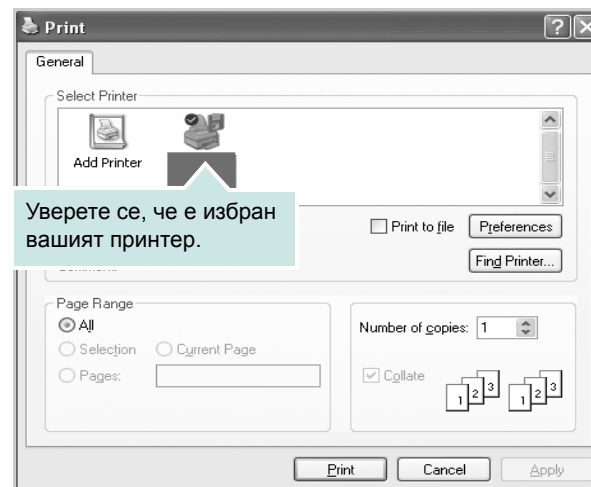 Print
General
Select Printer
Add Printer
Уверете се, че е избран
вашият принтер.
Print to file
Preferences
Find Printer...
Page Range
All
Selection
Current Page
Pages:
Number of copies: 1
Collate
1 2 3
1 2 3
Print
Cancel
Apply